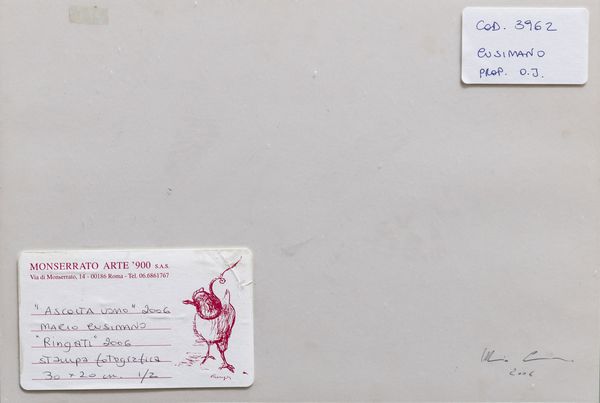 COD. 3962
CUSIMANO
PROP. O.J.
MONSERRATO ARTE '900 S.A.S.
Via di Monserrato, 14 - 00186 Roma - Tel. 06.6861767
"ASCOLTA UOMO" 2006
MARIO CUSIMANO
"RINGATI" 2006
STAMPA fotografica
30 x 20 cm. 1/2
2006